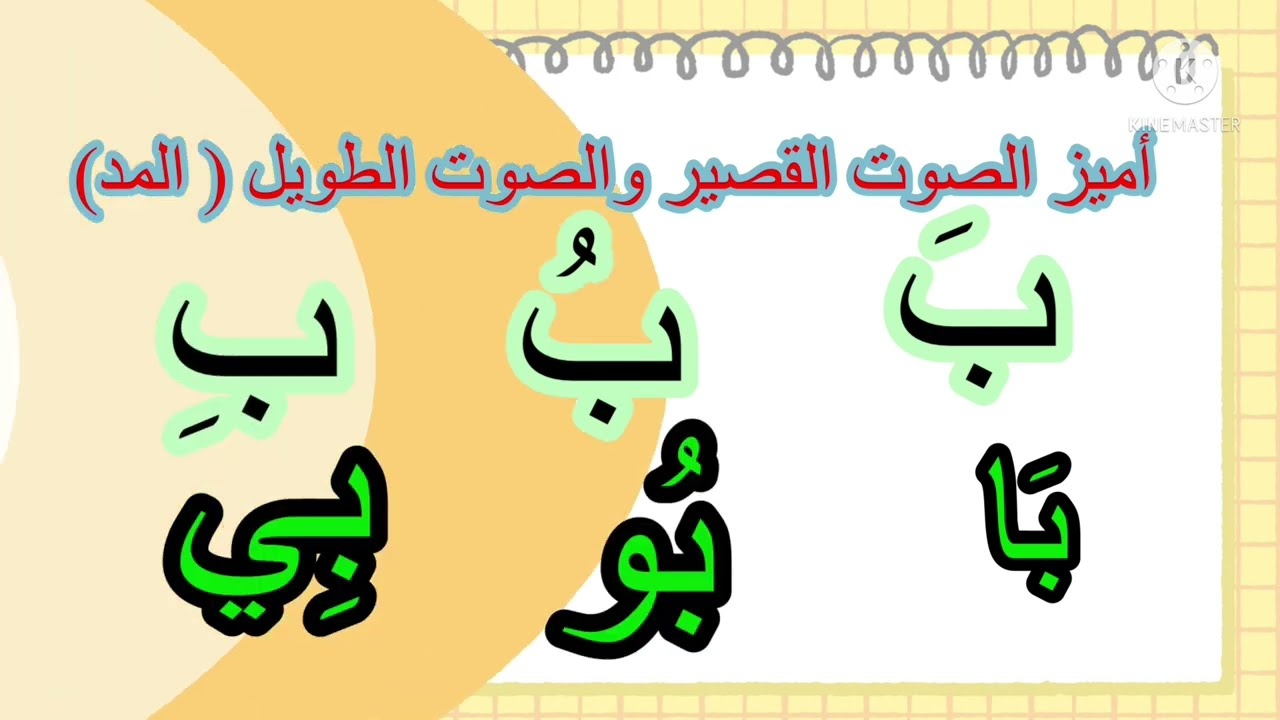 KINEMASTER
أميز الصوت القصير والصوت الطويل ( المد)
بَ بُ بِ
بَا بُو بِي